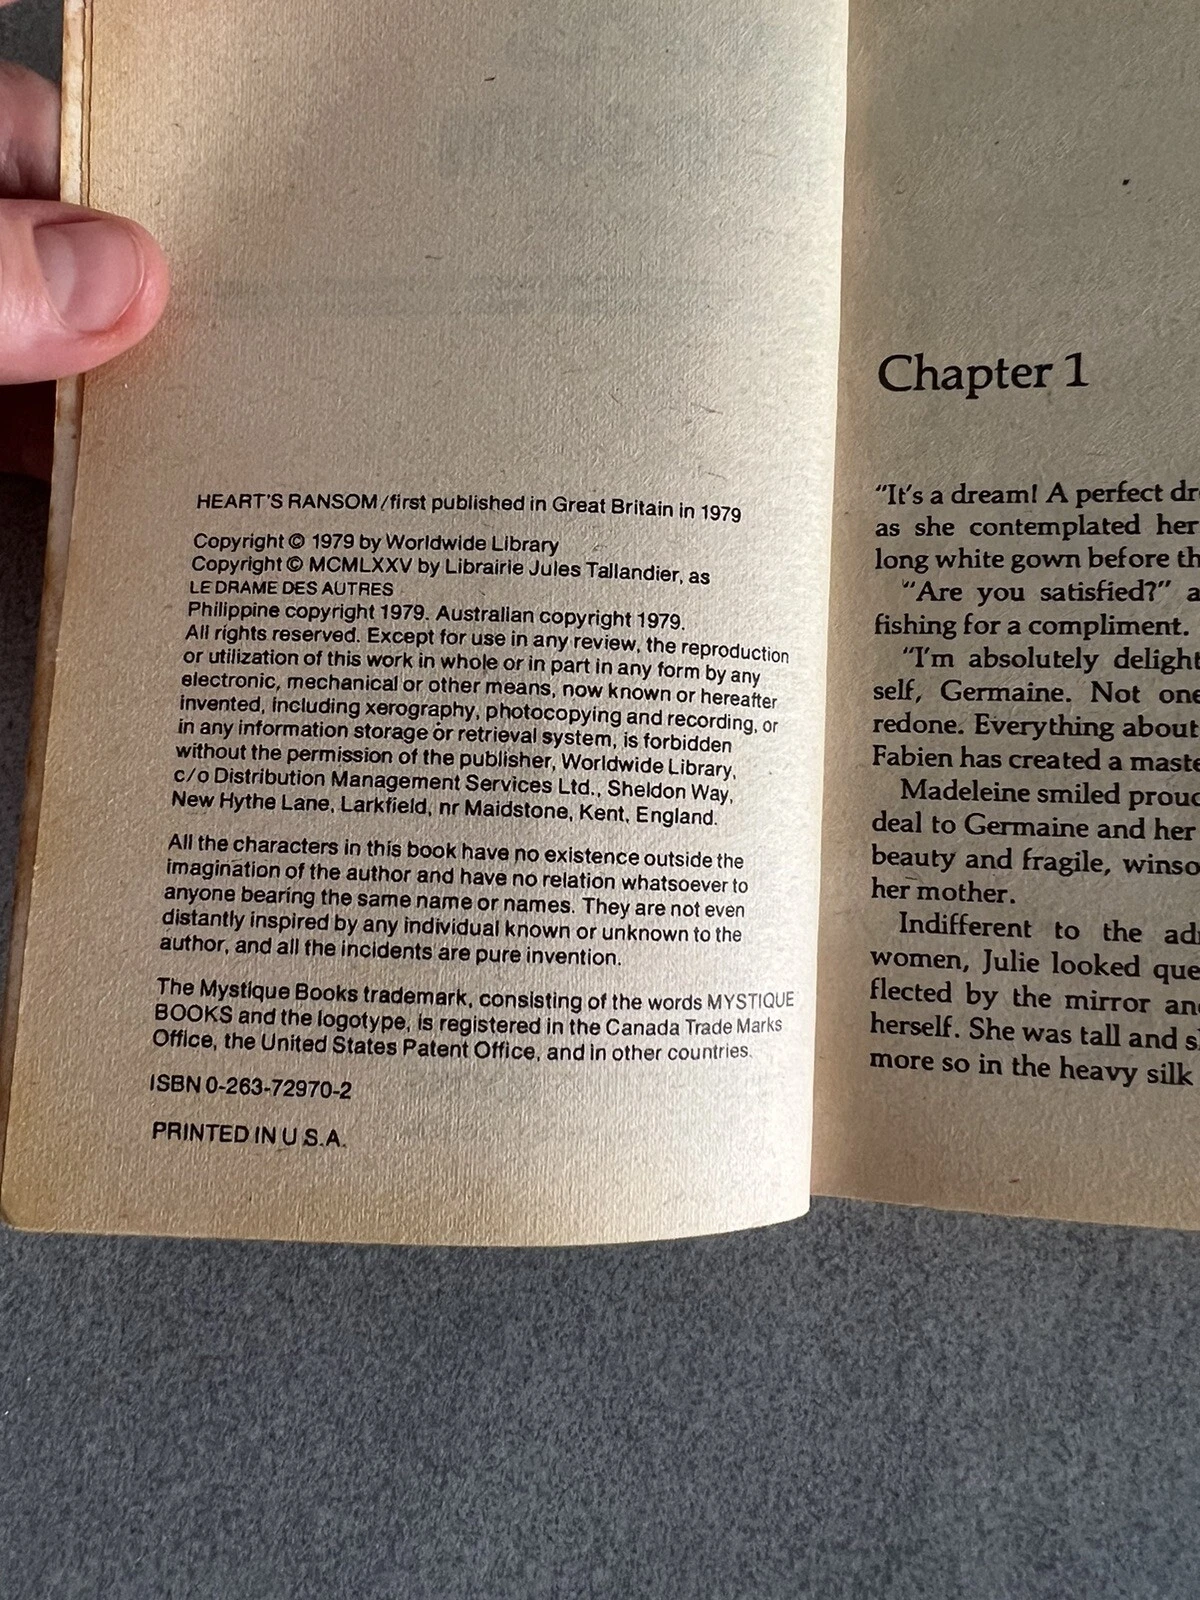 HEART'S RANSOM/first published in Great Britain in 1979
Copyright © 1979 by Worldwide Library
Copyright © MCMLXXV by Librairie Jules Tallandier, as
LE DRAME DES AUTRES
Philippine copyright 1979. Australian copyright 1979.
All rights reserved. Except for use in any review, the reproduction
or utilization of this work in whole or in part in any form by any
electronic, mechanical or other means, now known or hereafter
invented, including xerography, photocopying and recording, or
in any information storage or retrieval system, is forbidden
without the permission of the publisher, Worldwide Library,
c/o Distribution Management Services Ltd., Sheldon Way,
New Hythe Lane, Larkfield, nr Maidstone, Kent, England.
All the characters in this book have no existence outside the
imagination of the author and have no relation whatsoever to
anyone bearing the same name or names. They are not even
distantly inspired by any individual known or unknown to the
author, and all the incidents are pure invention.
The Mystique Books trademark, consisting of the words MYSTIQUE
BOOKS and the logotype, is registered in the Canada Trade Marks
Office, the United States Patent Office, and in other countries.
ISBN 0-263-72970-2
PRINTED IN U.S.A.
Chapter 1
"It's a dream! A perfect
as she contemplated her
long white gown before
"Are you satisfied?"
fishing for a compliment.
"I'm absolutely
self, Germaine. Not
redone. Everything about
Fabien has created a
Madeleine smiled
deal to Germaine and her
beauty and fragile,
her mother.
Indifferent to the
women, Julie looked
flected by the mirror
herself. She was tall and
more so in the heavy silk